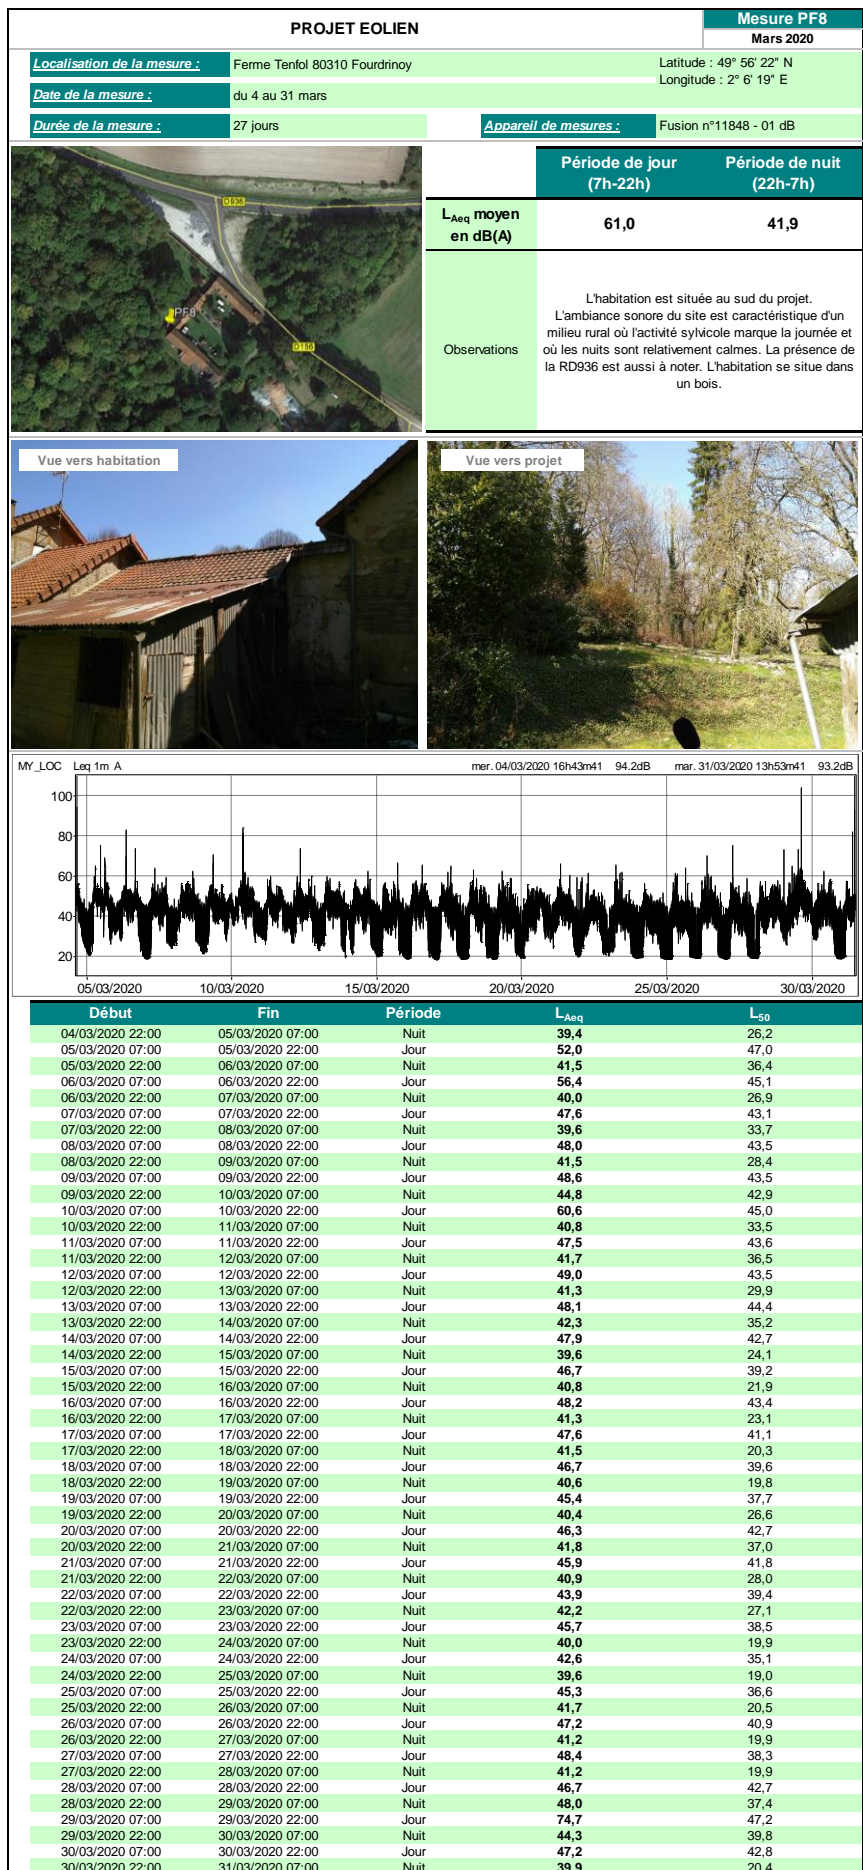 PROJET EOLIEN
Mesure PF8
Mars 2020
Localisation de la mesure : Ferme Tenfol 80310 Fourdrinoy Latitude : 49° 56' 22" N
Longitude : 2° 6' 19" E
Date de la mesure : du 4 au 31 mars
Durée de la mesure : 27 jours Appareil de mesures : Fusion n°11848 - 01 dB
D936
PF8
D156
Période de jour (7h-22h) Période de nuit (22h-7h)
LAeq moyen en dB(A) 61,0 41,9
Observations
L'habitation est située au sud du projet.
L'ambiance sonore du site est caractéristique d'un
milieu rural où l'activité sylvicole marque la journée et
où les nuits sont relativement calmes. La présence de
la RD936 est aussi à noter. L'habitation se situe dans
un bois.
Vue vers habitation
Vue vers projet
MY_LOC Leq 1m A mer. 04/03/2020 16h43m41 94.2dB mar. 31/03/2020 13h53m41 93.2dB
100
80
60
40
20
05/03/2020 10/03/2020 15/03/2020 20/03/2020 25/03/2020 30/03/2020
Début Fin Période LAeq L50
04/03/2020 22:00 05/03/2020 07:00 Nuit 39,4 26,2
05/03/2020 07:00 05/03/2020 22:00 Jour 52,0 47,0
05/03/2020 22:00 06/03/2020 07:00 Nuit 41,5 36,4
06/03/2020 07:00 06/03/2020 22:00 Jour 56,4 45,1
06/03/2020 22:00 07/03/2020 07:00 Nuit 40,0 26,9
07/03/2020 07:00 07/03/2020 22:00 Jour 47,6 43,1
07/03/2020 22:00 08/03/2020 07:00 Nuit 39,6 33,7
08/03/2020 07:00 08/03/2020 22:00 Jour 48,0 43,5
08/03/2020 22:00 09/03/2020 07:00 Nuit 41,5 28,4
09/03/2020 07:00 09/03/2020 22:00 Jour 48,6 43,5
09/03/2020 22:00 10/03/2020 07:00 Nuit 44,8 42,9
10/03/2020 07:00 10/03/2020 22:00 Jour 60,6 45,0
10/03/2020 22:00 11/03/2020 07:00 Nuit 40,8 33,5
11/03/2020 07:00 11/03/2020 22:00 Jour 47,5 43,6
11/03/2020 22:00 12/03/2020 07:00 Nuit 41,7 36,5
12/03/2020 07:00 12/03/2020 22:00 Jour 49,0 43,5
12/03/2020 22:00 13/03/2020 07:00 Nuit 41,3 29,9
13/03/2020 07:00 13/03/2020 22:00 Jour 48,1 44,4
13/03/2020 22:00 14/03/2020 07:00 Nuit 42,3 35,2
14/03/2020 07:00 14/03/2020 22:00 Jour 47,9 42,7
14/03/2020 22:00 15/03/2020 07:00 Nuit 39,6 24,1
15/03/2020 07:00 15/03/2020 22:00 Jour 46,7 39,2
15/03/2020 22:00 16/03/2020 07:00 Nuit 40,8 21,9
16/03/2020 07:00 16/03/2020 22:00 Jour 48,2 43,4
16/03/2020 22:00 17/03/2020 07:00 Nuit 41,3 23,1
17/03/2020 07:00 17/03/2020 22:00 Jour 47,6 41,1
17/03/2020 22:00 18/03/2020 07:00 Nuit 41,5 20,3
18/03/2020 07:00 18/03/2020 22:00 Jour 46,7 39,6
18/03/2020 22:00 19/03/2020 07:00 Nuit 40,6 19,8
19/03/2020 07:00 19/03/2020 22:00 Jour 45,4 37,7
19/03/2020 22:00 20/03/2020 07:00 Nuit 40,4 26,6
20/03/2020 07:00 20/03/2020 22:00 Jour 46,3 42,7
20/03/2020 22:00 21/03/2020 07:00 Nuit 41,8 37,0
21/03/2020 07:00 21/03/2020 22:00 Jour 45,9 41,8
21/03/2020 22:00 22/03/2020 07:00 Nuit 40,9 28,0
22/03/2020 07:00 22/03/2020 22:00 Jour 43,9 39,4
22/03/2020 22:00 23/03/2020 07:00 Nuit 42,2 27,1
23/03/2020 07:00 23/03/2020 22:00 Jour 45,7 38,5
23/03/2020 22:00 24/03/2020 07:00 Nuit 40,0 19,9
24/03/2020 07:00 24/03/2020 22:00 Jour 42,6 35,1
24/03/2020 22:00 25/03/2020 07:00 Nuit 39,6 19,0
25/03/2020 07:00 25/03/2020 22:00 Jour 45,3 36,6
25/03/2020 22:00 26/03/2020 07:00 Nuit 41,7 20,5
26/03/2020 07:00 26/03/2020 22:00 Jour 47,2 40,9
26/03/2020 22:00 27/03/2020 07:00 Nuit 41,2 19,9
27/03/2020 07:00 27/03/2020 22:00 Jour 48,4 38,3
27/03/2020 22:00 28/03/2020 07:00 Nuit 41,2 19,9
28/03/2020 07:00 28/03/2020 22:00 Jour 46,7 42,7
28/03/2020 22:00 29/03/2020 07:00 Nuit 48,0 37,4
29/03/2020 07:00 29/03/2020 22:00 Jour 74,7 47,2
29/03/2020 22:00 30/03/2020 07:00 Nuit 44,3 39,8
30/03/2020 07:00 30/03/2020 22:00 Jour 47,2 42,8
30/03/2020 22:00 31/03/2020 07:00 Nuit 39,9 20,4